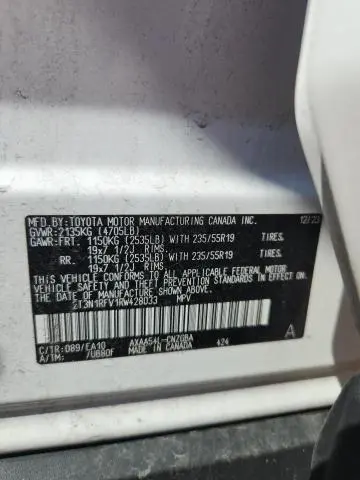 MFD.BY:TOYOTA MOTOR MANUFACTURING CANADA INC. 12/23
GVWR:2135KG (4705LB)
GAWR:FRT. 1150KG (2535LB) WITH 235/55R19 TIRES.
19x7 1/2J RIMS.
RR. 1150KG (2535LB) WITH 235/55R19 TIRES.
19x7 1/2J RIMS.
THIS VEHICLE CONFORMS TO ALL APPLICABLE FEDERAL MOTOR
VEHICLE SAFETY AND THEFT PREVENTION STANDARDS IN
EFFECT ON THE DATE OF MANUFACTURE SHOWN ABOVE.
2T3N1RFV1RW428033 MPV
C/TR:089/EA10 AXAA54L-CNZGBA 424 A
A/TM: /UB80F MADE IN CANADA